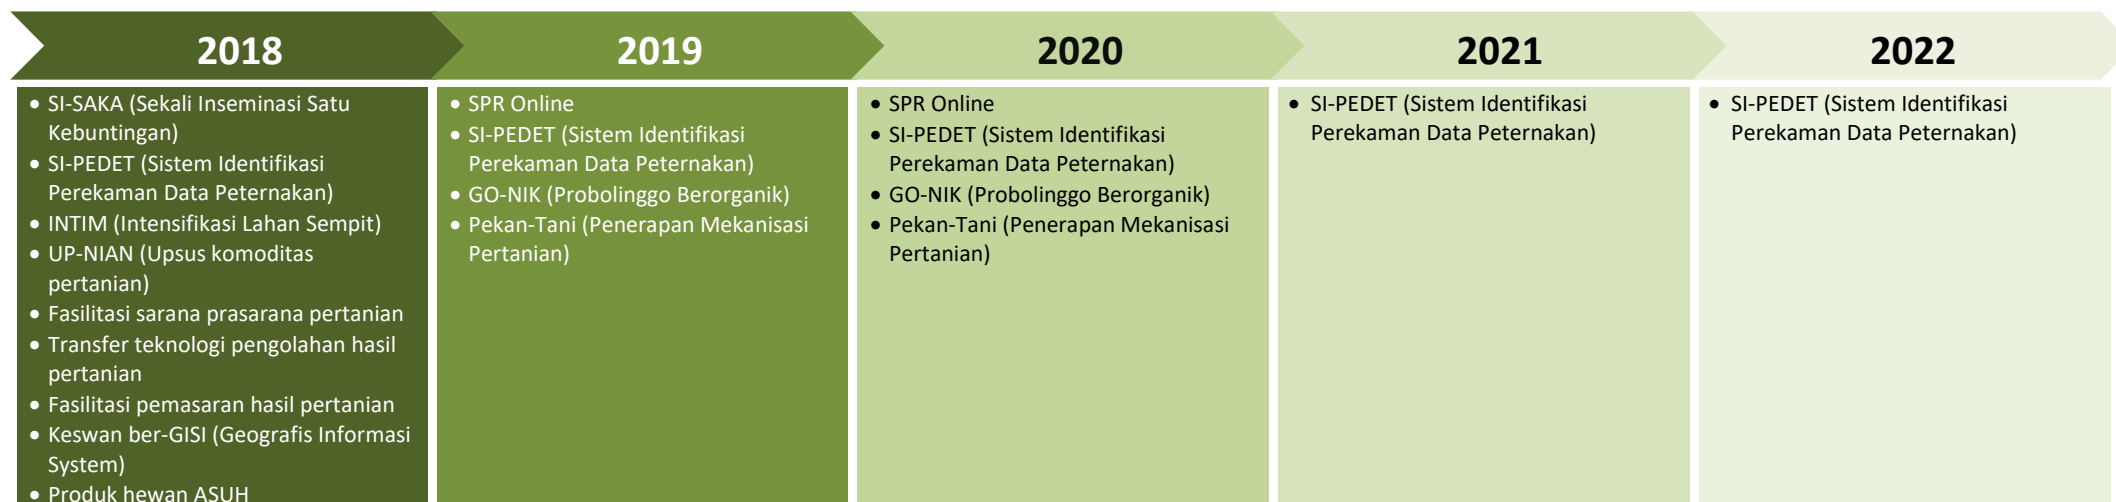 2018
2019
2020
2021
2022
• SI-SAKA (Sekali Inseminasi Satu
Kebuntingan)
• SI-PEDET (Sistem Identifikasi
Perekaman Data Peternakan)
• INTIM (Intensifikasi Lahan Sempit)
• UP-NIAN (Upsus komoditas
pertanian)
• Fasilitasi sarana prasarana pertanian
• Transfer teknologi pengolahan hasil
pertanian
• Fasilitasi pemasaran hasil pertanian
• Keswan ber-GISI (Geografis Informasi
System)
• Produk hewan ASUH
• SPR Online
• SI-PEDET (Sistem Identifikasi
Perekaman Data Peternakan)
• GO-NIK (Probolinggo Berorganik)
• Pekan-Tani (Penerapan Mekanisasi
Pertanian)
• SPR Online
• SI-PEDET (Sistem Identifikasi
Perekaman Data Peternakan)
• GO-NIK (Probolinggo Berorganik)
• Pekan-Tani (Penerapan Mekanisasi
Pertanian)
• SI-PEDET (Sistem Identifikasi
Perekaman Data Peternakan)
• SI-PEDET (Sistem Identifikasi
Perekaman Data Peternakan)